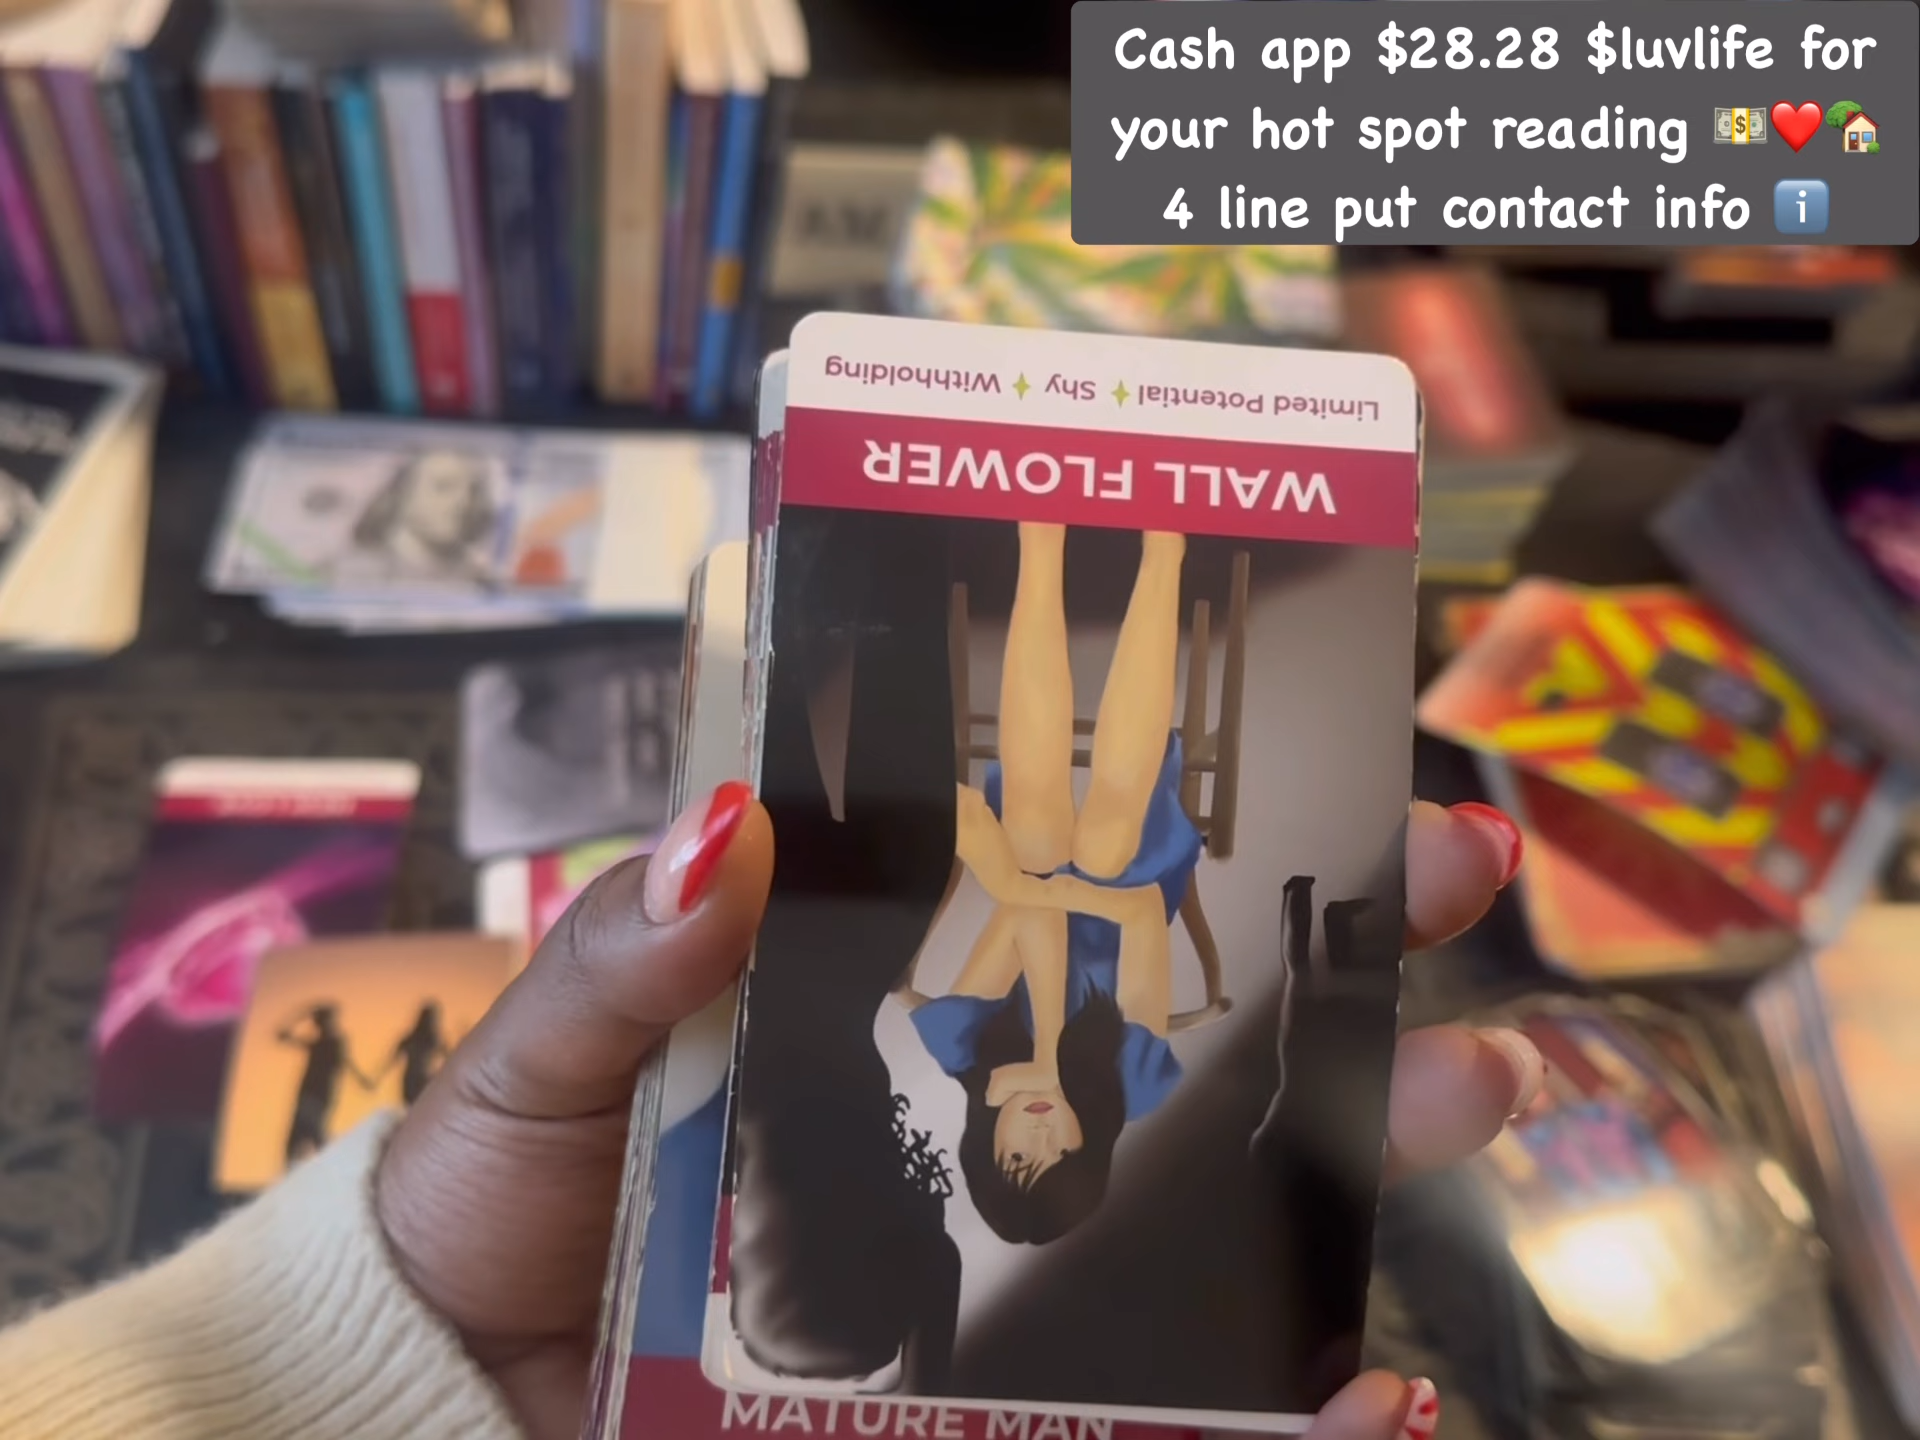 Cash app $28.28 $luvlife for
your hot spot reading 💵❤️🏡
4 line put contact info ℹ️
Limited Potential ✦ Shy ✦ Withholding
WALL FLOWER
MATURE MAN